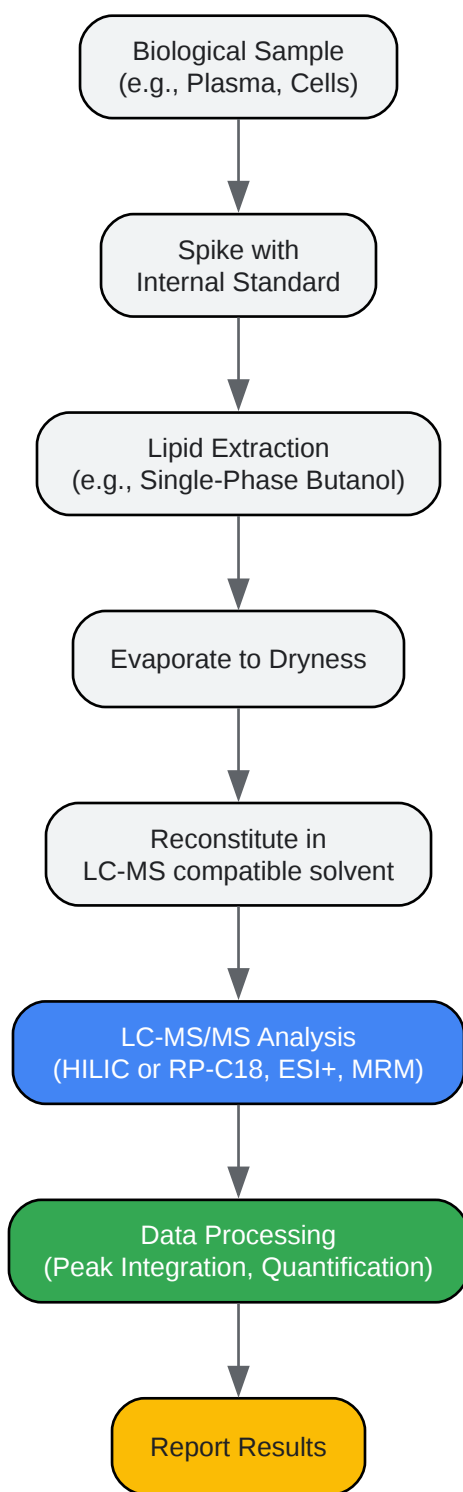 Biological Sample
(e.g., Plasma, Cells)
Spike with
Internal Standard
Lipid Extraction
(e.g., Single-Phase Butanol)
Evaporate to Dryness
Reconstitute in
LC-MS compatible solvent
LC-MS/MS Analysis
(HILIC or RP-C18, ESI+, MRM)
Data Processing
(Peak Integration, Quantification)
Report Results